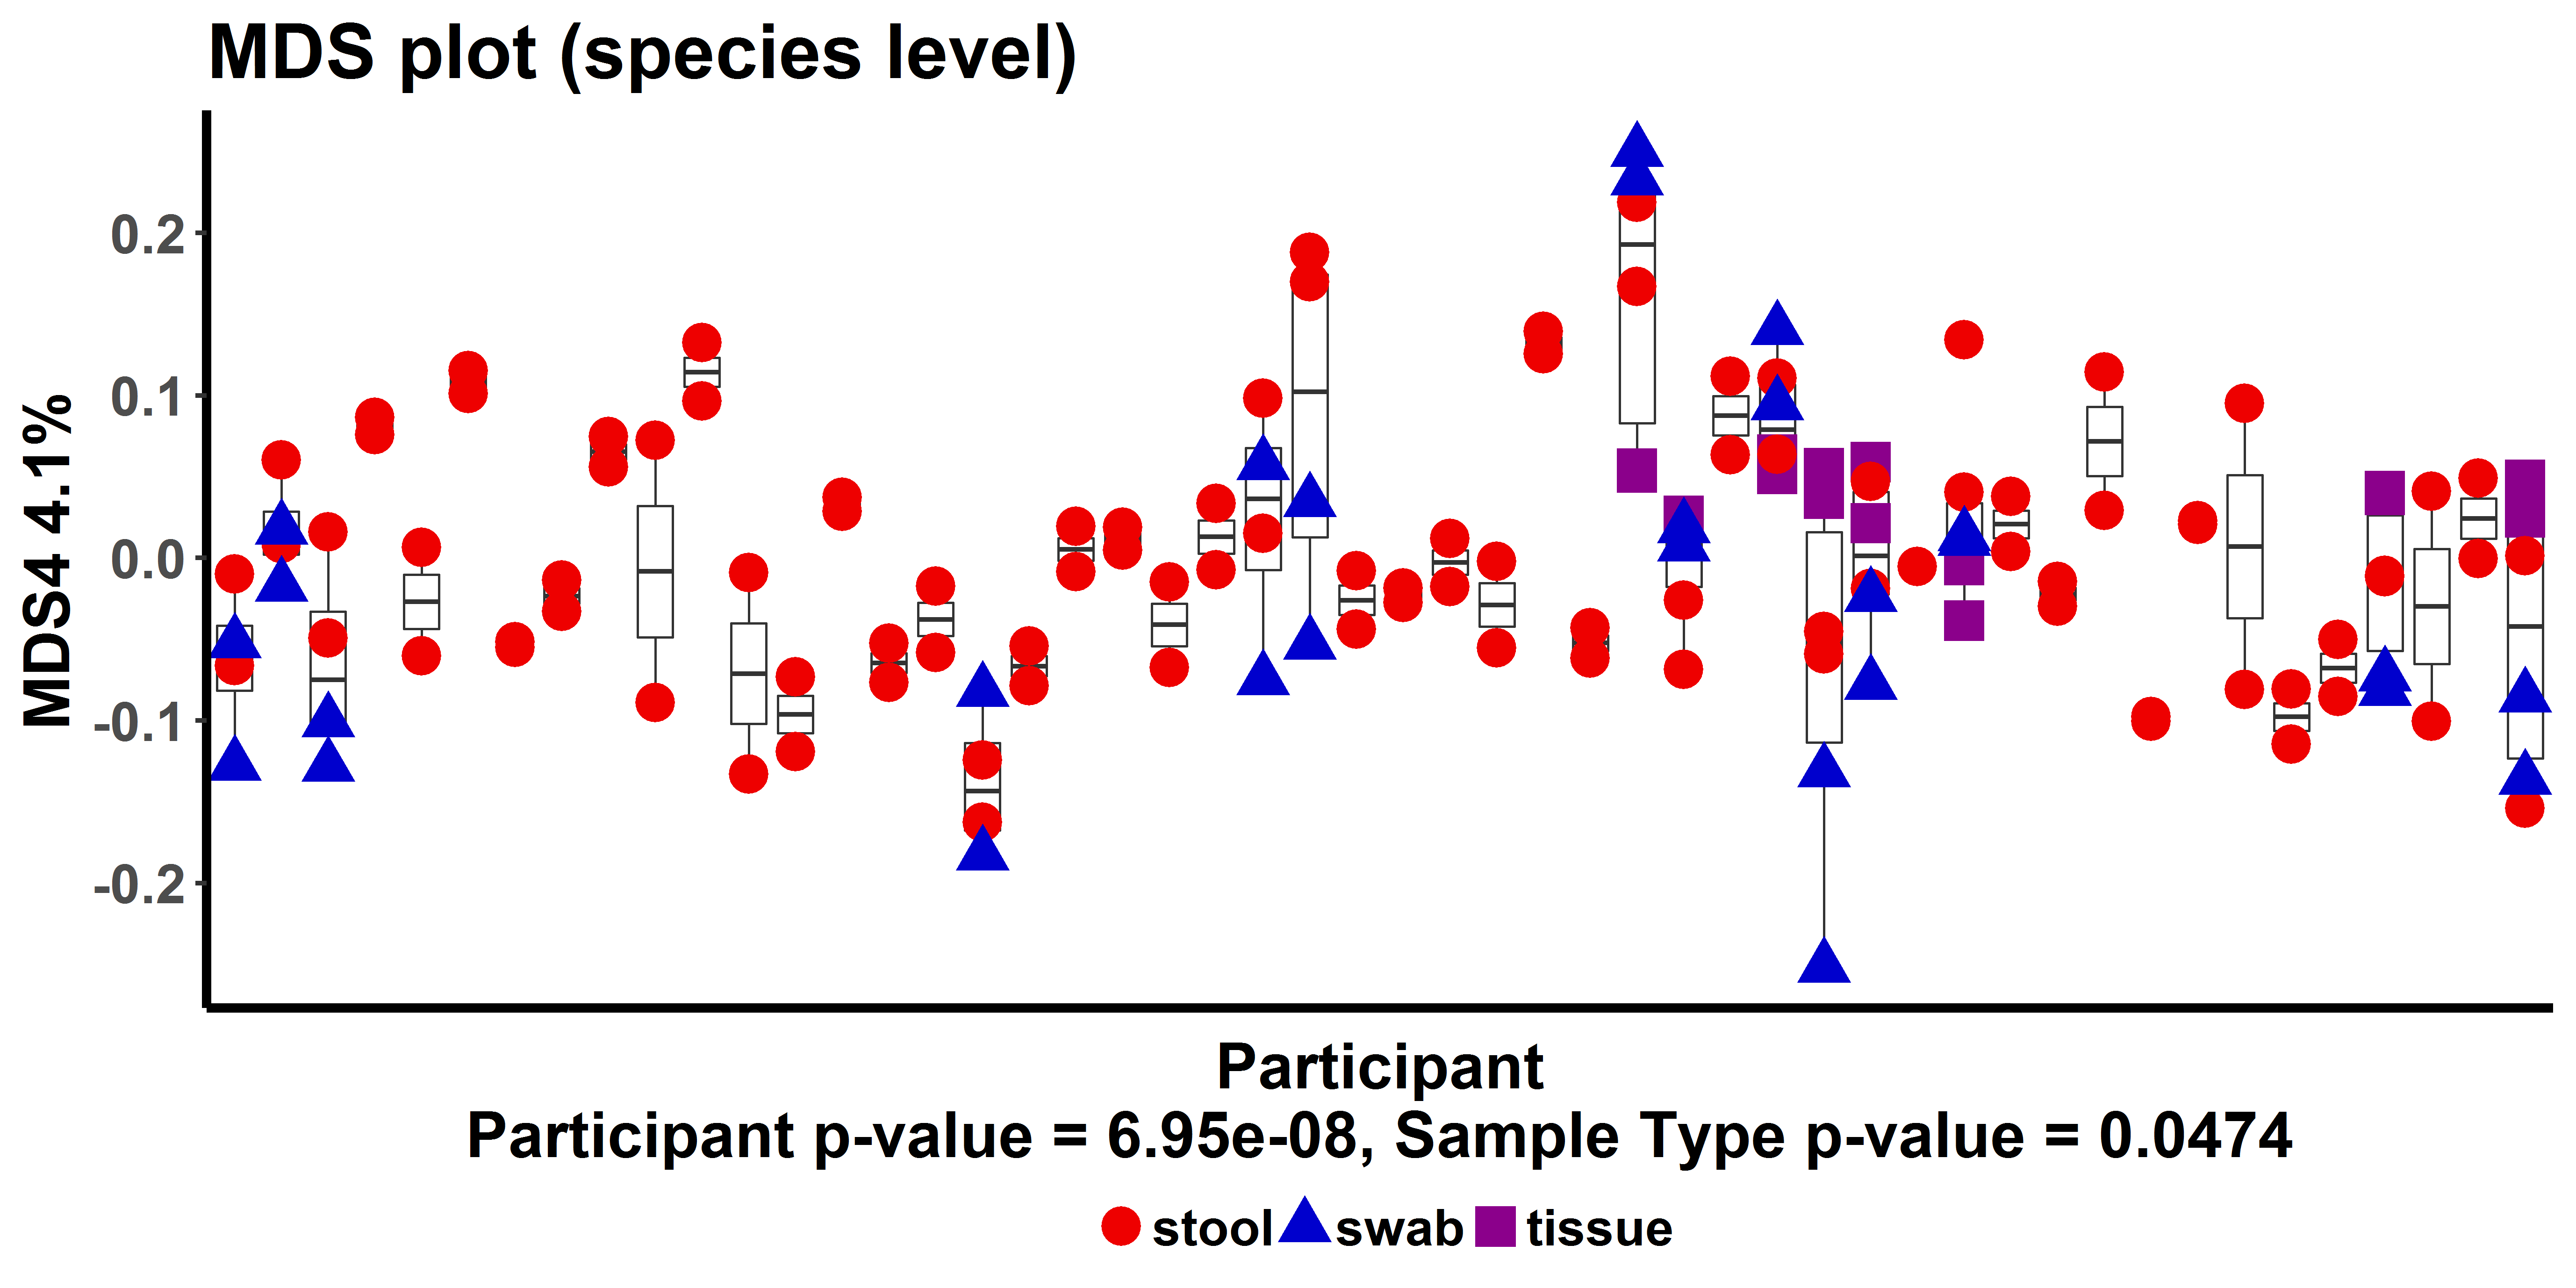 MDS plot (species level)
MDS4 4.1%
0.2
0.1
0.0
-0.1
-0.2
Participant
Participant p-value = 6.95e-08, Sample Type p-value = 0.0474
stool swab tissue